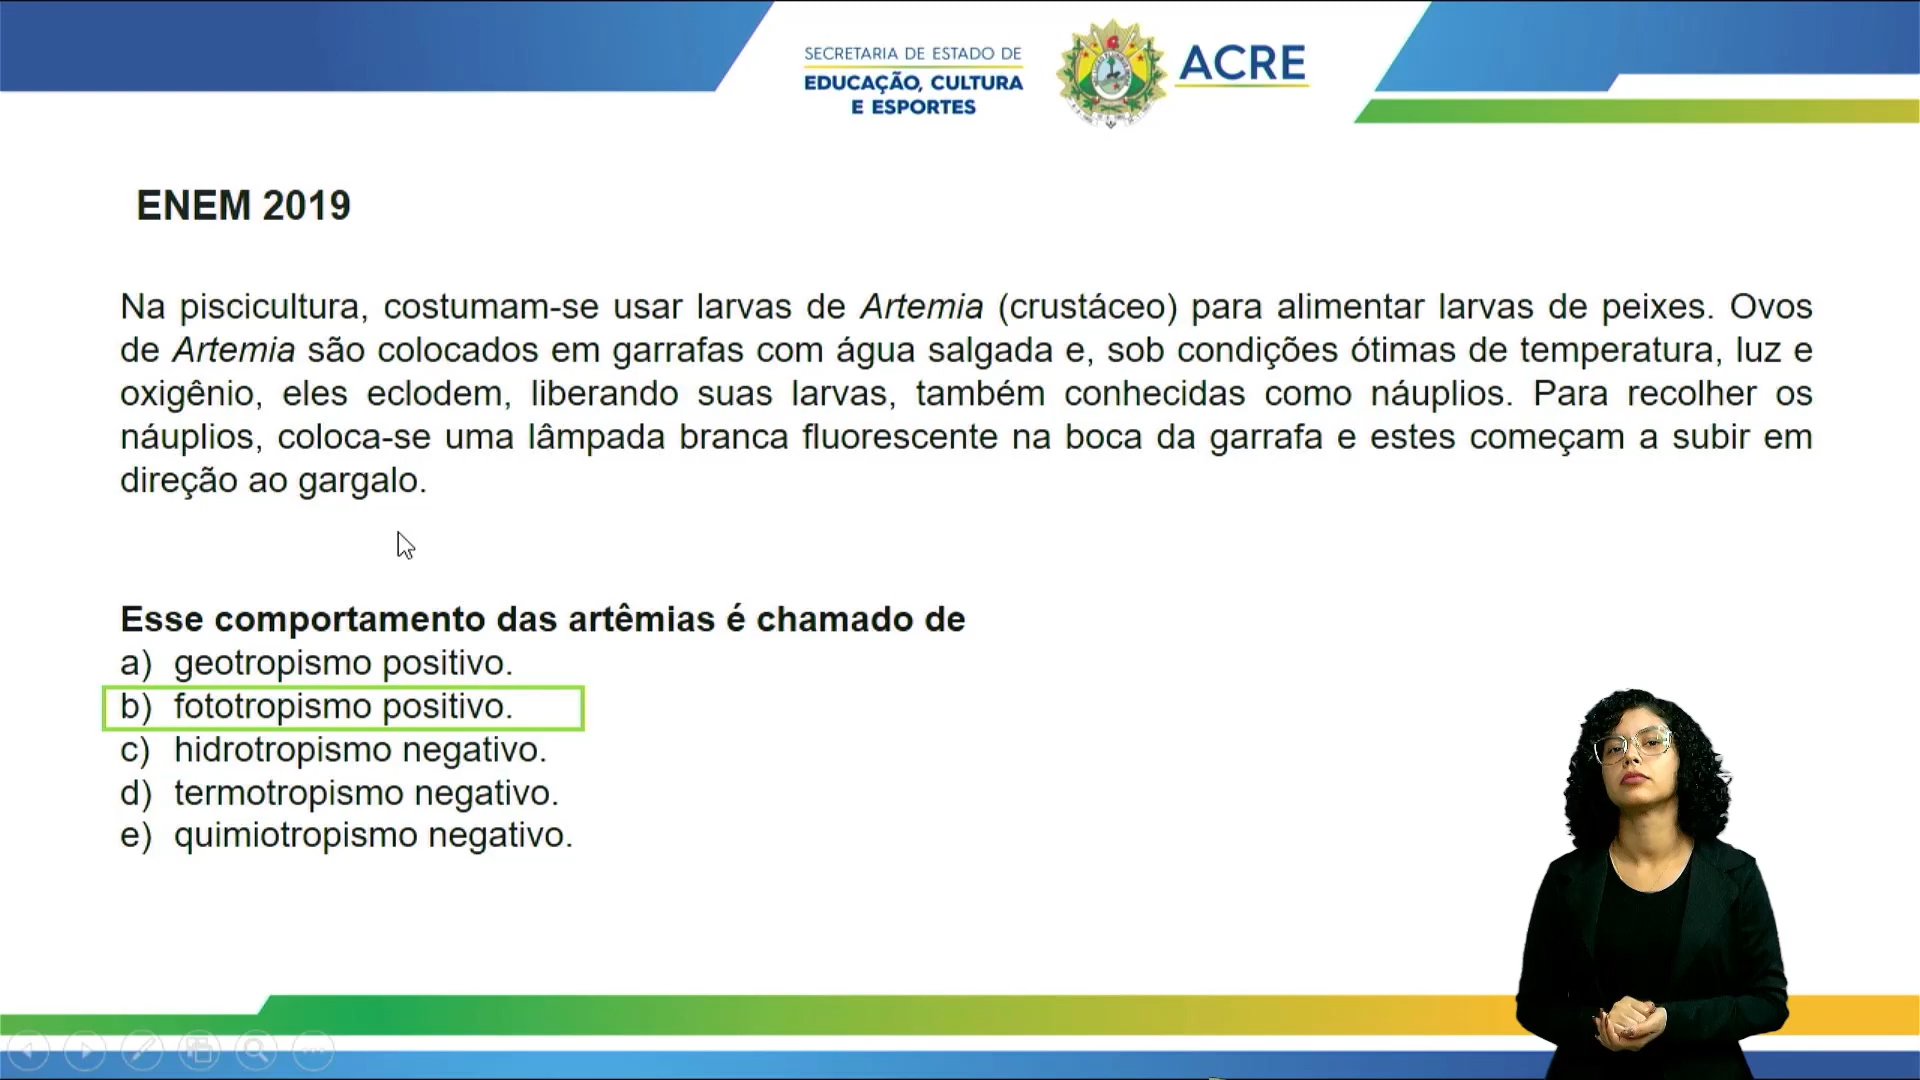 SECRETARIA DE ESTADO DE
EDUCAÇÃO, CULTURA
E ESPORTES
ACRE
ENEM 2019
Na piscicultura, costumam-se usar larvas de Artemia (crustáceo) para alimentar larvas de peixes. Ovos
de Artemia são colocados em garrafas com água salgada e, sob condições ótimas de temperatura, luz e
oxigênio, eles eclodem, liberando suas larvas, também conhecidas como náuplios. Para recolher os
náuplios, coloca-se uma lâmpada branca fluorescente na boca da garrafa e estes começam a subir em
direção ao gargalo.
Esse comportamento das artêmias é chamado de
a) geotropismo positivo.
b) fototropismo positivo.
c) hidrotropismo negativo.
d) termotropismo negativo.
e) quimiotropismo negativo.